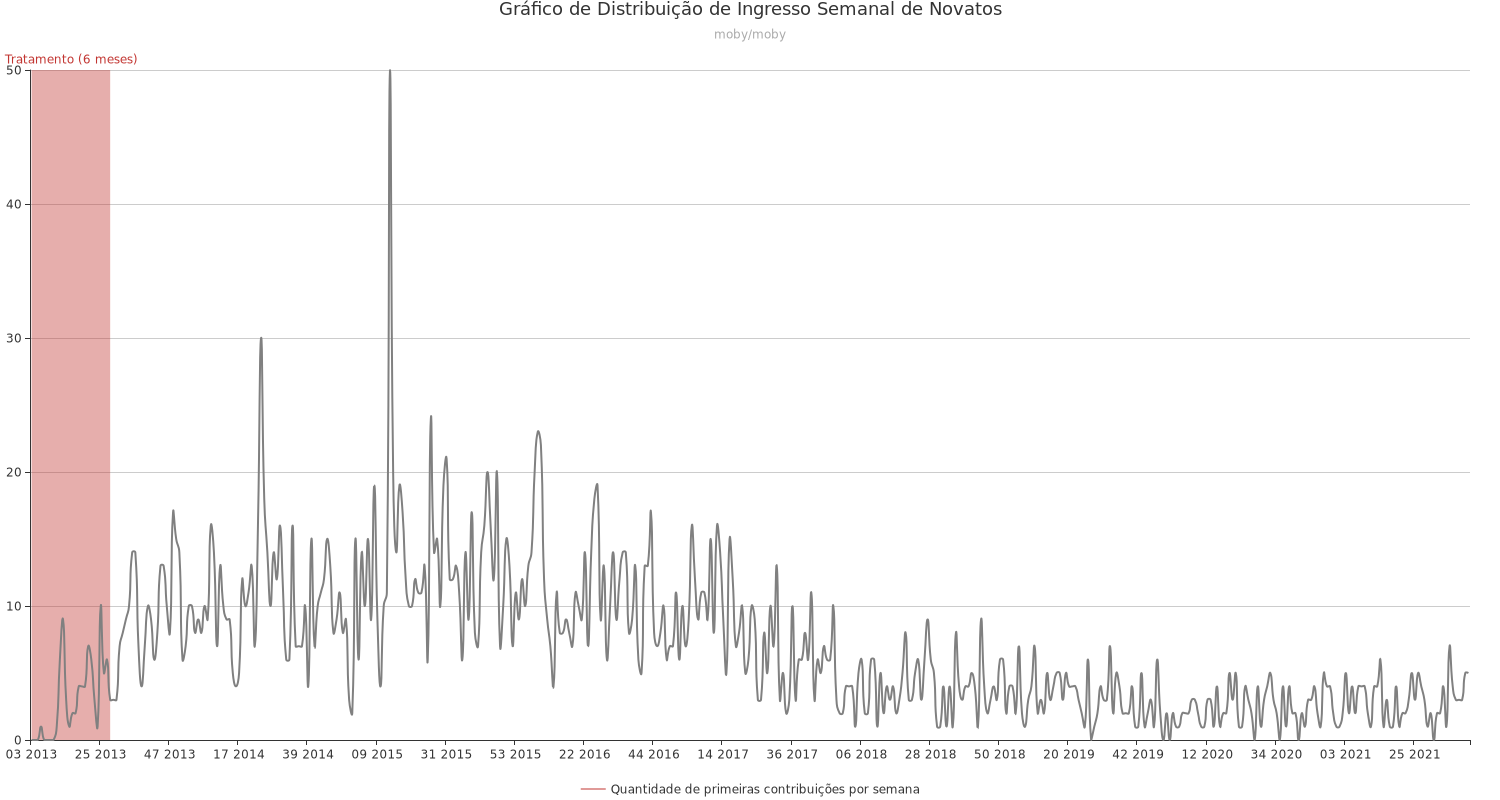 Gráfico de Distribuição de Ingresso Semanal de Novatos
moby/moby
Tratamento (6 meses)
50
40
30
20
10
0
03 2013 25 2013 47 2013 17 2014 39 2014 09 2015 31 2015 53 2015 22 2016 44 2016 14 2017 36 2017 06 2018 28 2018 50 2018 20 2019 42 2019 12 2020 34 2020 03 2021 25 2021
Quantidade de primeiras contribuições por semana